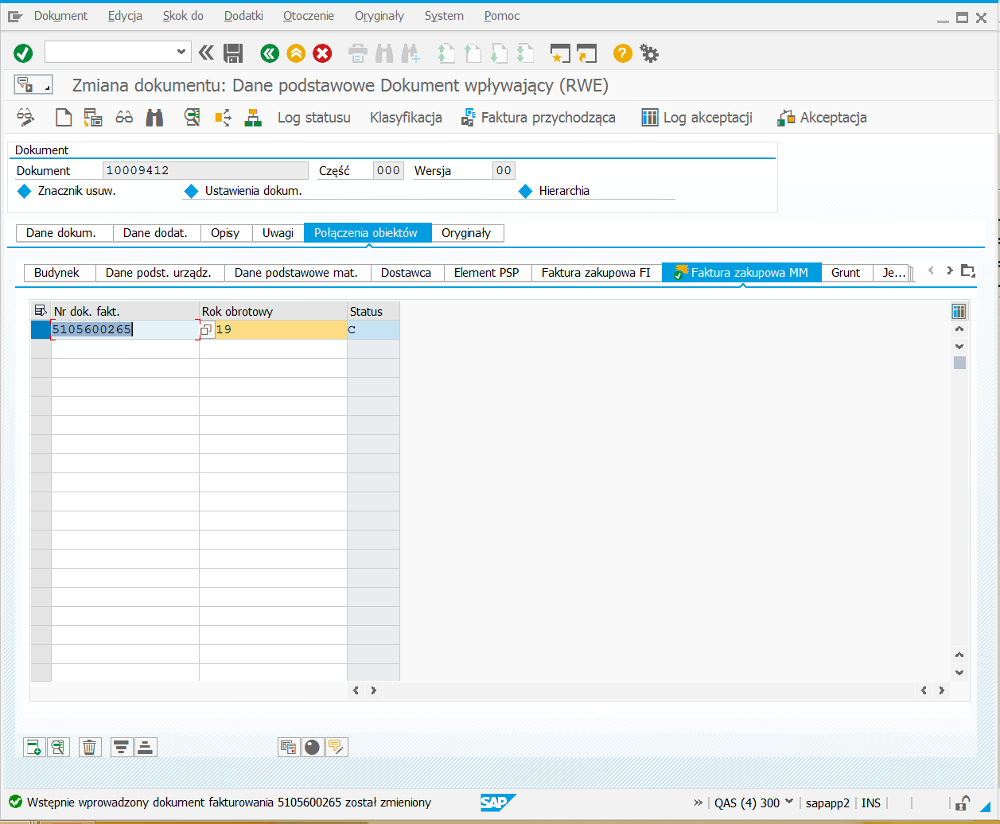 Dokument Edycja Skok do Dodatki Otoczenie Oryginały System Pomoc
Zmiana dokumentu: Dane podstawowe Dokument wpływający (RWE)
Log statusu Klasyfikacja Faktura przychodząca Log akceptacji Akceptacja
Dokument
Dokument 10009412 Część 000 Wersja 00
Znacznik usuw. Ustawienia dokum. Hierarchia
Dane dokum. Dane dodat. Opisy Uwagi Połączenia obiektów Oryginały
Budynek Dane podst. urządz. Dane podstawowe mat. Dostawca Element PSP Faktura zakupowa FI Faktura zakupowa MM Grunt Je...
Nr dok. fakt. Rok obrotowy Status
5105600265 19 C
Wstępnie wprowadzony dokument fakturowania 5105600265 został zmieniony SAP QAS (4) 300 sapapp2 INS